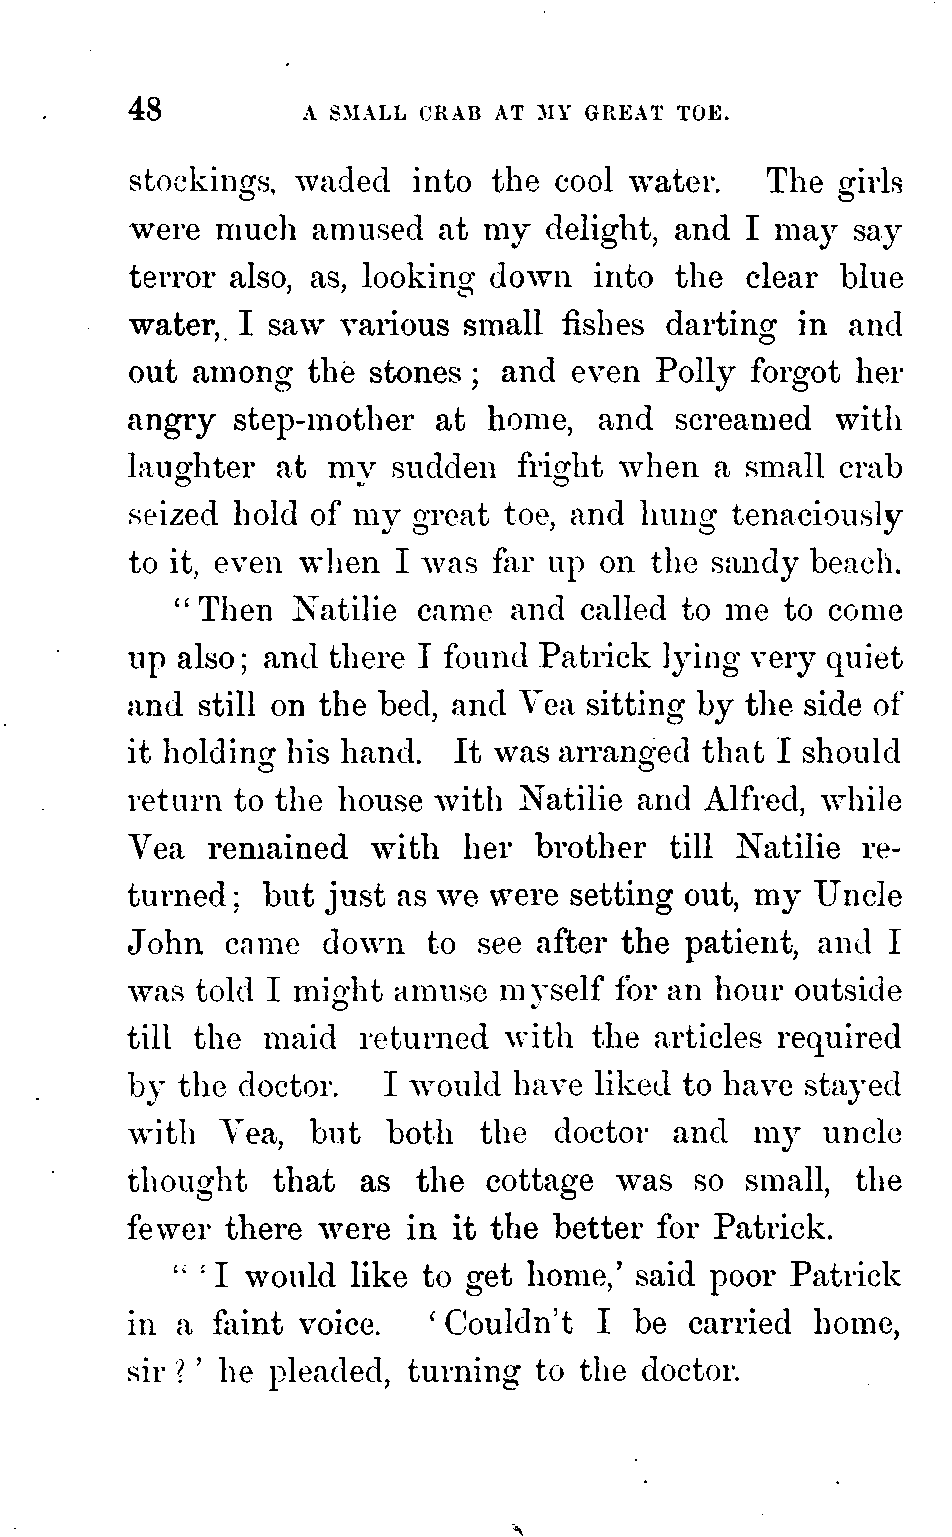 48 A SMALL CRAB AT MY GREAT TOE.
stockings, waded into the cool water. The girls
were much amused at my delight, and I may say
terror also, as, looking down into the clear blue
water, I saw various small fishes darting in and
out among the stones ; and even Polly forgot her
angry step-mother at home, and screamed with
laughter at my sudden fright when a small crab
seized hold of my great toe, and hung tenaciously
to it, even when I was far up on the sandy beach.
“ Then Natilie came and called to me to come
up also ; and there I found Patrick lying very quiet
and still on the bed, and Vea sitting by the side of
it holding his hand. It was arranged that I should
return to the house with Natilie and Alfred, while
Vea remained with her brother till Natilie re-
turned ; but just as we were setting out, my Uncle
John came down to see after the patient, and I
was told I might amuse myself for an hour outside
till the maid returned with the articles required
by the doctor. I would have liked to have stayed
with Vea, but both the doctor and my uncle
thought that as the cottage was so small, the
fewer there were in it the better for Patrick.
“ ‘ I would like to get home,’ said poor Patrick
in a faint voice. ‘ Couldn’t I be carried home,
sir ? ’ he pleaded, turning to the doctor.